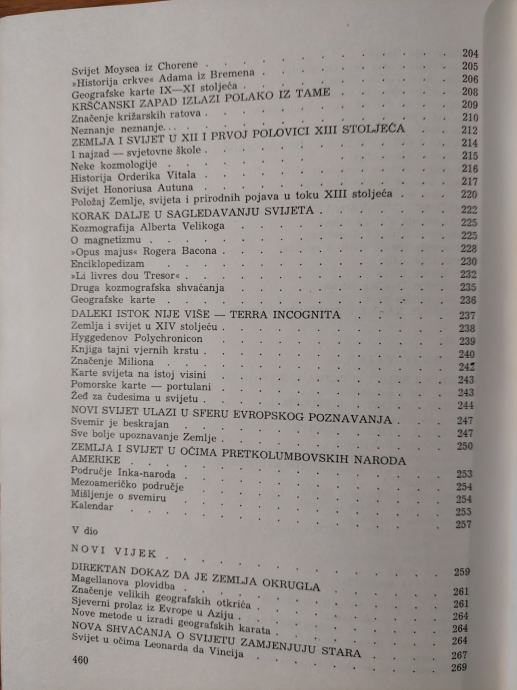 Svijet Moysea iz Chorene . . . 204
»Historija crkve« Adama iz Bremena . . . 205
Geografske karte IX—XI stoljeća . . . 206
KRŠĆANSKI ZAPAD IZLAZI POLAKO IZ TAME . . . 208
Značenje križarskih ratova . . . 209
Neznanje neznanje... . . . 210
ZEMLJA I SVIJET U XII I PRVOJ POLOVICI XIII STOLJEĆA . . . 212
I najzad — svjetovne škole . . . 214
Neke kozmologije . . . 215
Historija Orderika Vitala . . . 216
Svijet Honoriusa Autuna . . . 217
Položaj Zemlje, svijeta i prirodnih pojava u toku XIII stoljeća . . . 220
KORAK DALJE U SAGLEDAVANJU SVIJETA . . . 222
Kozmografija Alberta Velikoga . . . 225
O magnetizmu . . . 225
»Opus majus« Rogera Bacona . . . 228
Enciklopedizam . . . 230
»Li livres dou Tresor« . . . 232
Druga kozmografska shvaćanja . . . 235
Geografske karte . . . 236
DALEKI ISTOK NIJE VIŠE — TERRA INCOGNITA . . . 237
Zemlja i svijet u XIV stoljeću . . . 238
Hyggedenov Polychronicon . . . 239
Knjiga tajni vjernih krstu . . . 240
Značenje Miliona . . . 242
Karte svijeta na istoj visini . . . 243
Pomorske karte — portulani . . . 243
Žeđ za čudesima u svijetu . . . 244
NOVI SVIJET ULAZI U SFERU EVROPSKOG POZNAVANJA . . . 247
Svemir je beskrajan . . . 247
Sve bolje upoznavanje Zemlje . . . 250
ZEMLJA I SVIJET U OČIMA PRETKOLUMBOVSKIH NARODA
AMERIKE . . . 253
Područje Inka-naroda . . . 254
Mezoameričko područje . . . 254
Mišljenje o svemiru . . . 255
Kalendar . . . 257
V dio
NOVI VIJEK . . . 259
DIREKTAN DOKAZ DA JE ZEMLJA OKRUGLA . . . 261
Magellanova plovidba . . . 261
Značenje velikih geografskih otkrića . . . 264
Sjeverni prolaz iz Evrope u Aziju . . . 264
Nove metode u izradi geografskih karata . . . 264
NOVA SHVAĆANJA O SVIJETU ZAMJENJUJU STARA . . . 267
Svijet u očima Leonarda da Vincija . . . 269
460